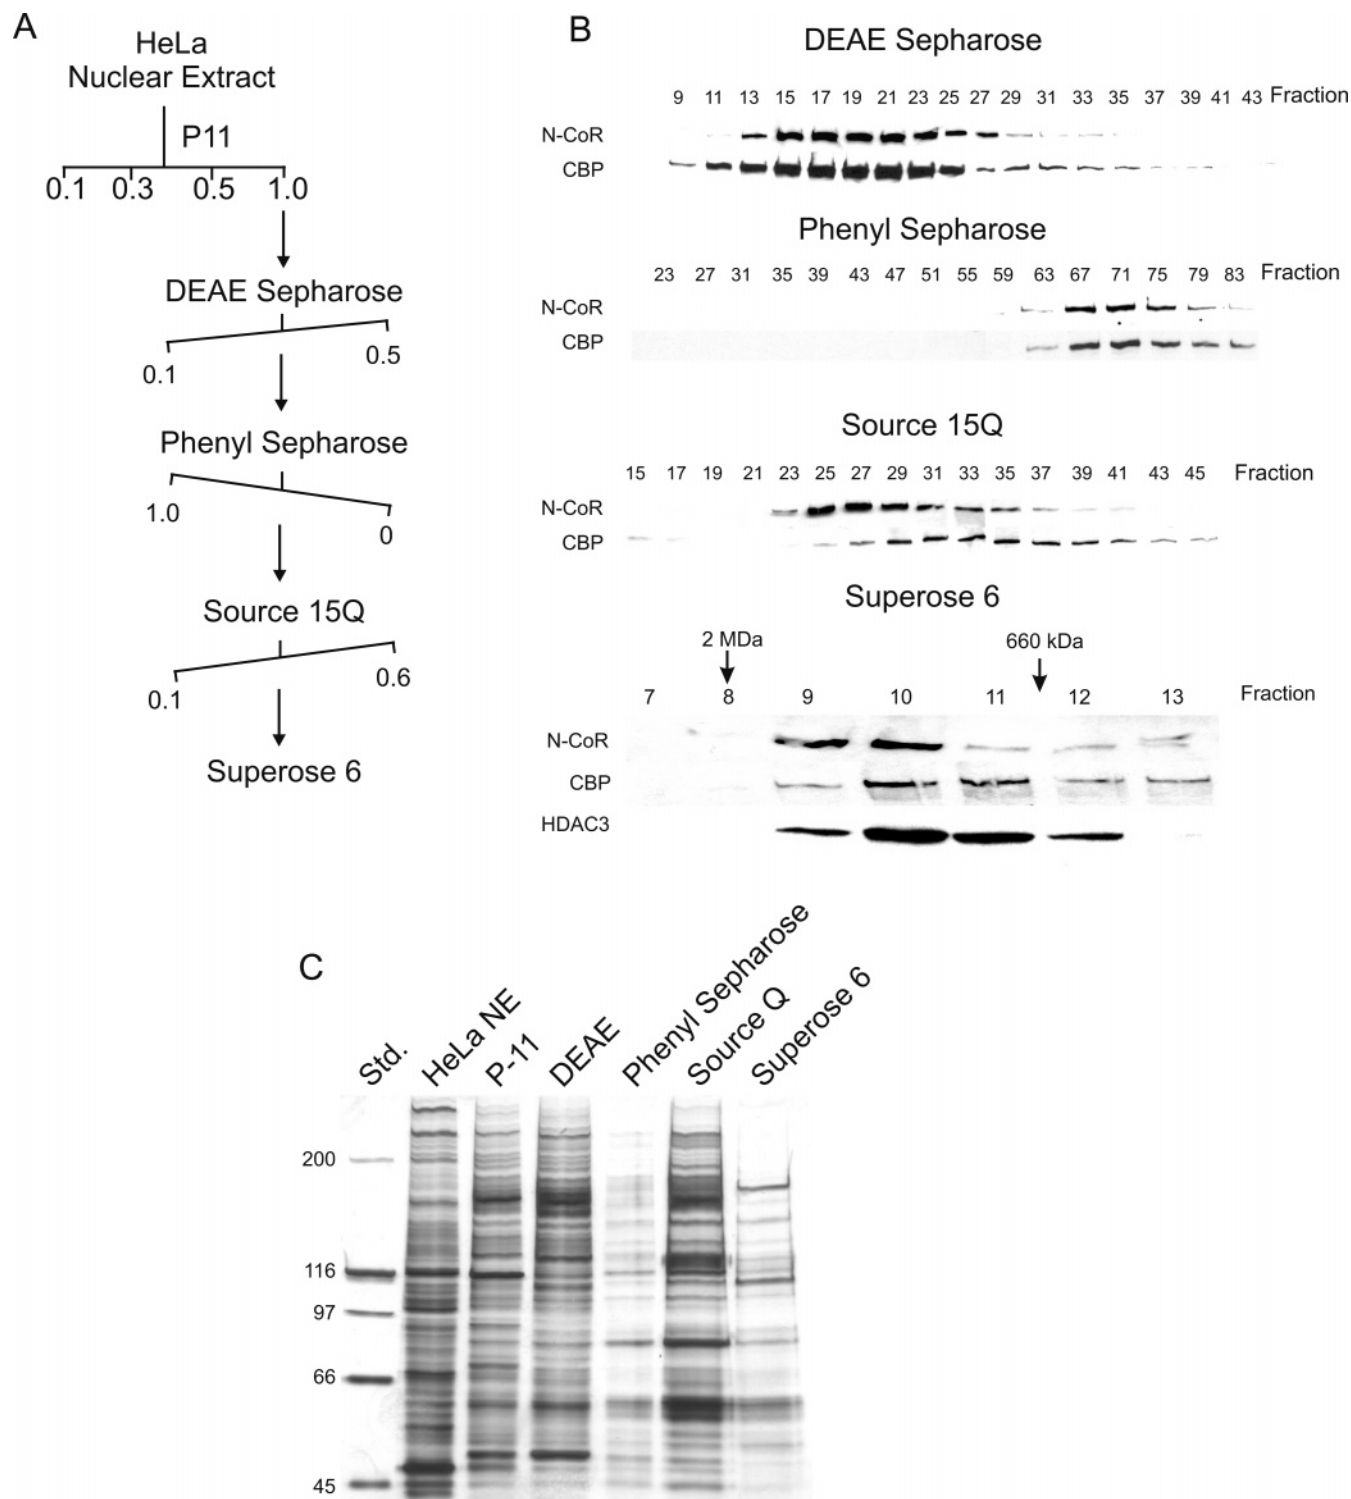 A
HeLa
Nuclear Extract
P11
0.1 0.3 0.5 1.0
DEAE Sepharose
0.1 0.5
Phenyl Sepharose
1.0 0
Source 15Q
0.1 0.6
Superose 6
B
DEAE Sepharose
9 11 13 15 17 19 21 23 25 27 29 31 33 35 37 39 41 43 Fraction
N-CoR
CBP
Phenyl Sepharose
23 27 31 35 39 43 47 51 55 59 63 67 71 75 79 83 Fraction
N-CoR
CBP
Source 15Q
15 17 19 21 23 25 27 29 31 33 35 37 39 41 43 45 Fraction
N-CoR
CBP
Superose 6
2 MDa 660 kDa
7 8 9 10 11 12 13 Fraction
N-CoR
CBP
HDAC3
C
Std. HeLa NE P-11 DEAE Phenyl Sepharose Source Q Superose 6
200
116
97
66
45